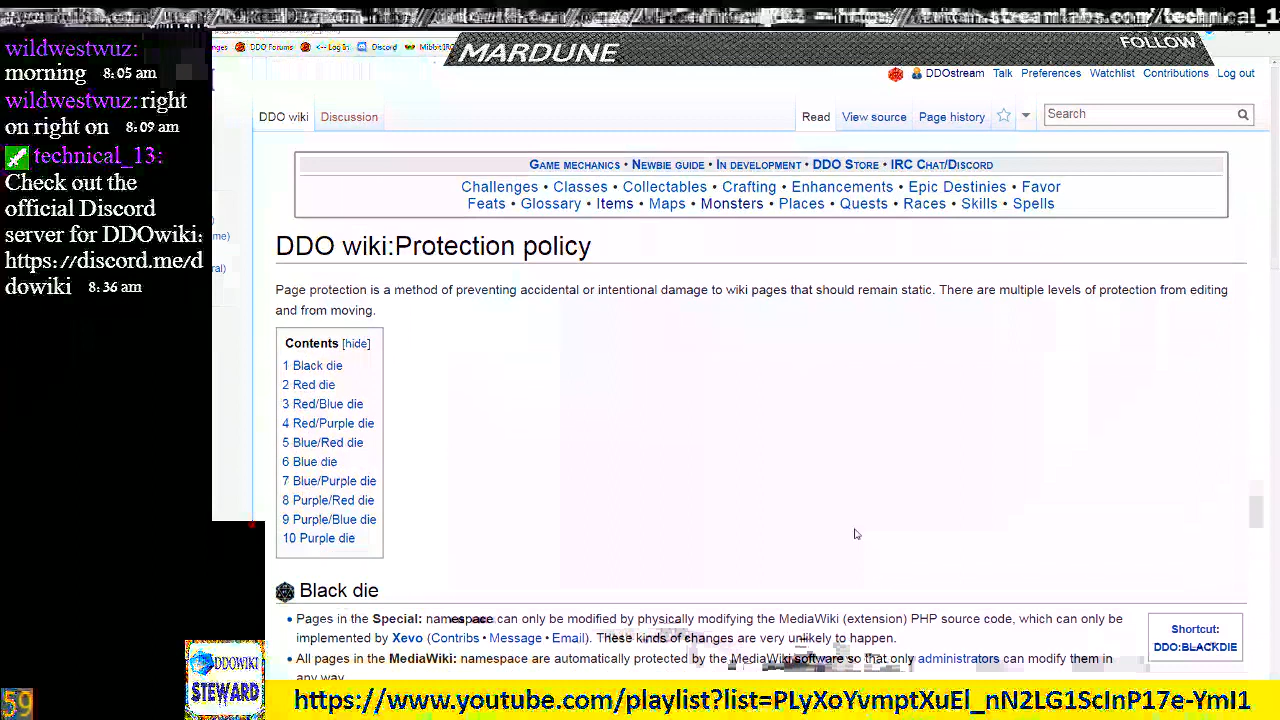 wildwestwuz:
morning 8:05 am
wildwestwuz: right
on right on 8:09 am
technical_13:
Check out the
official Discord
server for DDOwiki:
https://discord.me/d
dowiki 8:36 am
DDO Forums <-- Log In Discord
MARDUNE
FOLLOW
DDOstream Talk Preferences Watchlist Contributions Log out
DDO wiki Discussion Read View source Page history Search
Game mechanics • Newbie guide • In development • DDO Store • IRC Chat/Discord
Challenges • Classes • Collectables • Crafting • Enhancements • Epic Destinies • Favor
Feats • Glossary • Items • Maps • Monsters • Places • Quests • Races • Skills • Spells
DDO wiki:Protection policy
Page protection is a method of preventing accidental or intentional damage to wiki pages that should remain static. There are multiple levels of protection from editing
and from moving.
Contents [hide]
1 Black die
2 Red die
3 Red/Blue die
4 Red/Purple die
5 Blue/Red die
6 Blue die
7 Blue/Purple die
8 Purple/Red die
9 Purple/Blue die
10 Purple die
Black die
• Pages in the Special: namespace can only be modified by physically modifying the MediaWiki (extension) PHP source code, which can only be
implemented by Xevo (Contribs • Message • Email). These kinds of changes are very unlikely to happen.
• All pages in the MediaWiki: namespace are automatically protected by the MediaWiki software so that only administrators can modify them in
any way.
Shortcut:
DDO:BLACKDIE
DDOWIKI
STEWARD
59
https://www.youtube.com/playlist?list=PLyXoYvmptXuEl_nN2LG1ScInP17e-YmI1